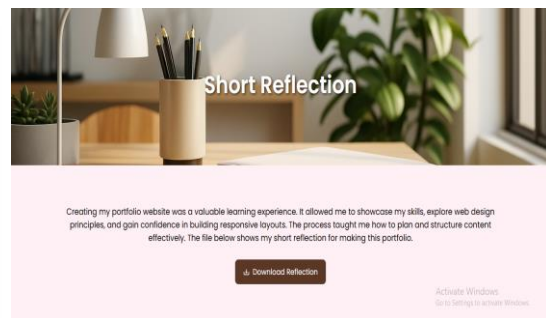 Short Reflection
Creating my portfolio website was a valuable learning experience. It allowed me to showcase my skills, explore web design
principles, and gain confidence in building responsive layouts. The process taught me how to plan and structure content
effectively. The file below shows my short reflection for making this portfolio.
Download Reflection
Activate Windows
Go to Settings to activate Windows.